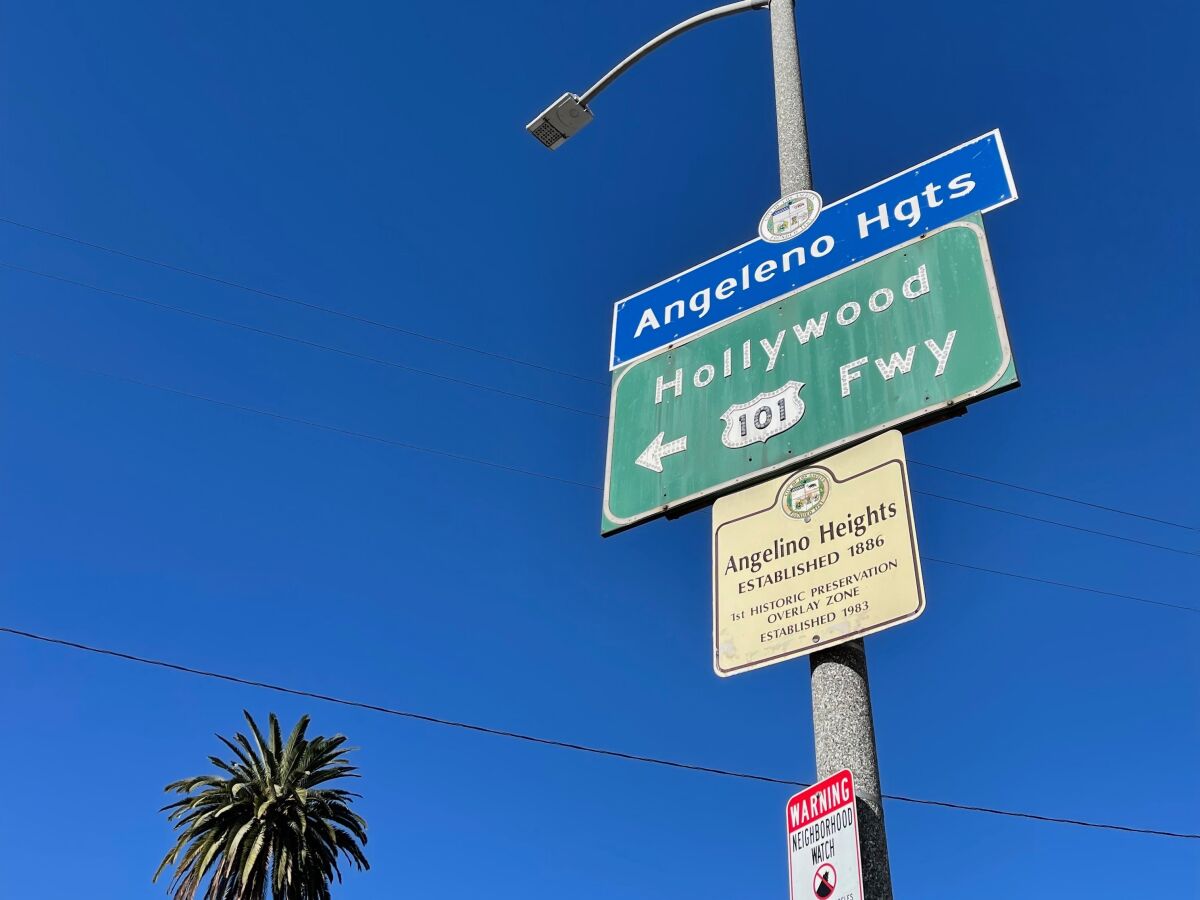 Angeleno Hgts
Hollywood
101 Fwy
Angelino Heights
ESTABLISHED 1886
1st HISTORIC PRESERVATION
OVERLAY ZONE
ESTABLISHED 1983
WARNING
NEIGHBORHOOD
WATCH